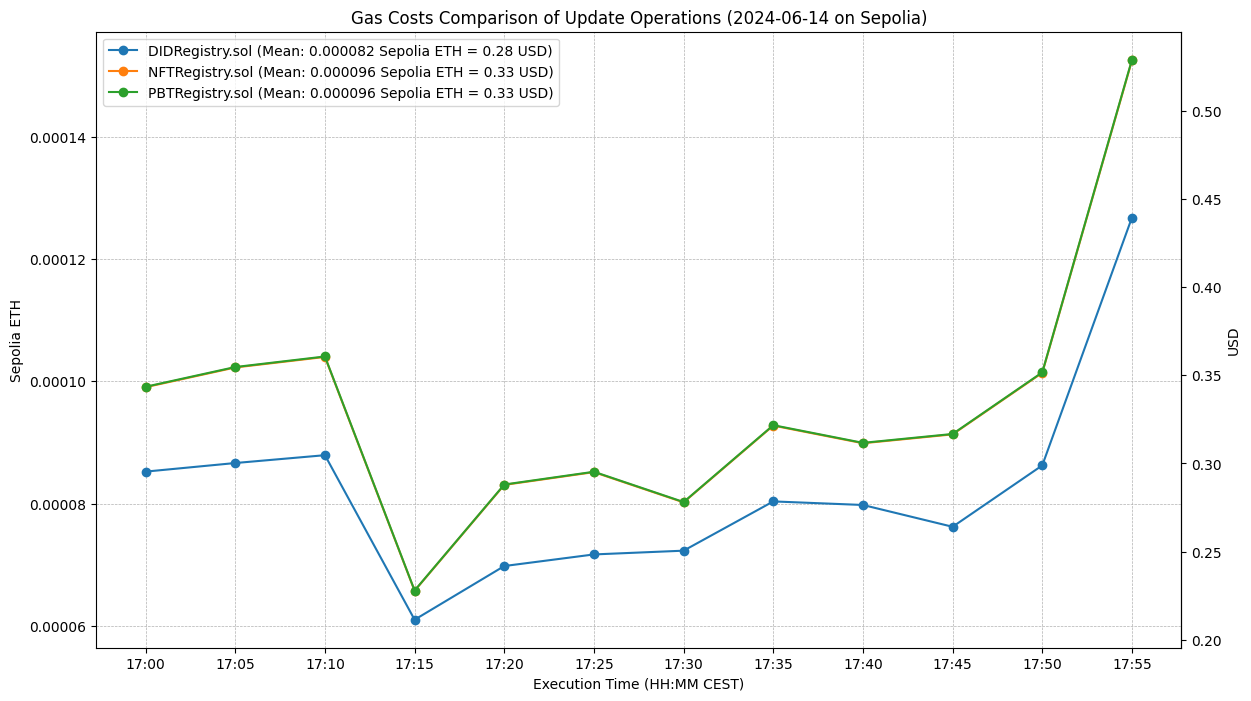 Gas Costs Comparison of Update Operations (2024-06-14 on Sepolia)
DIDRegistry.sol (Mean: 0.000082 Sepolia ETH = 0.28 USD)
NFTRegistry.sol (Mean: 0.000096 Sepolia ETH = 0.33 USD)
PBTRegistry.sol (Mean: 0.000096 Sepolia ETH = 0.33 USD)
Sepolia ETH
0.00014
0.00012
0.00010
0.00008
0.00006
0.50
0.45
0.40
0.35
0.30
0.25
0.20
USD
17:00 17:05 17:10 17:15 17:20 17:25 17:30 17:35 17:40 17:45 17:50 17:55
Execution Time (HH:MM CEST)